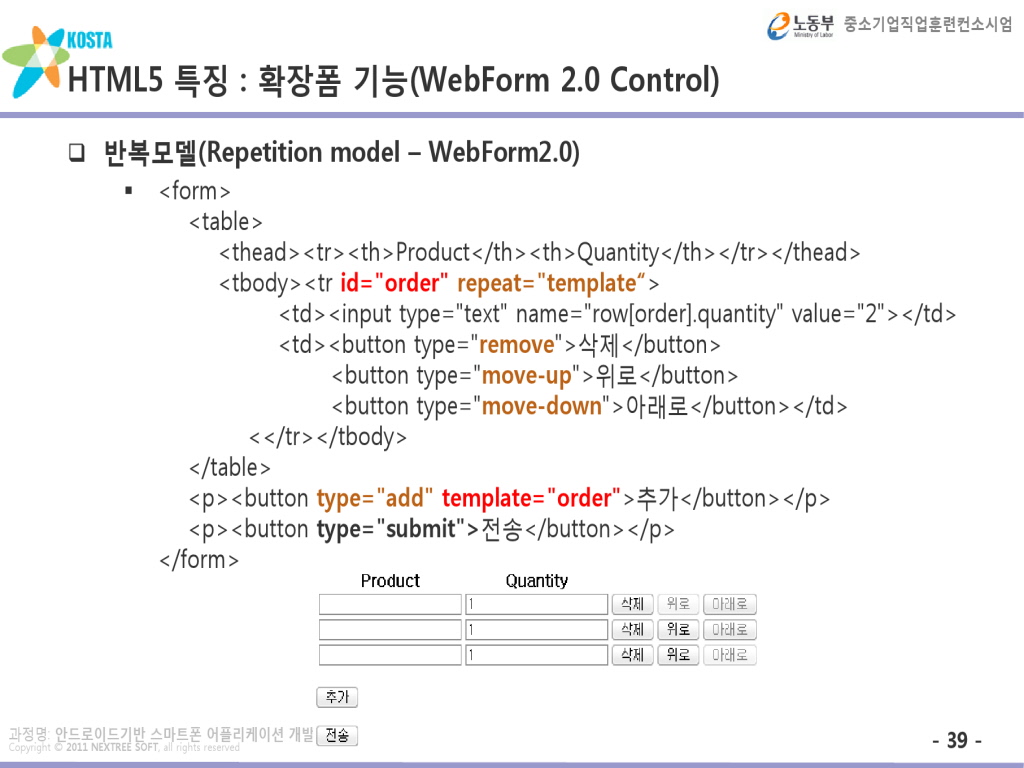 노동부 중소기업직업훈련컨소시엄
Ministry of Labor
KOSTA
HTML5 특징 : 확장폼 기능(WebForm 2.0 Control)
❑ 반복모델(Repetition model – WebForm2.0)
▪ <form>
<table>
<thead><tr><th>Product</th><th>Quantity</th></tr></thead>
<tbody><tr id="order" repeat="template“>
<td><input type="text" name="row[order].quantity" value="2"></td>
<td><button type="remove">삭제</button>
<button type="move-up">위로</button>
<button type="move-down">아래로</button></td>
<</tr></tbody>
</table>
<p><button type="add" template="order">추가</button></p>
<p><button type="submit">전송</button></p>
</form>
Product Quantity
1 삭제 위로 아래로
1 삭제 위로 아래로
1 삭제 위로 아래로
추가
전송
과정명: 안드로이드기반 스마트폰 어플리케이션 개발
Copyright © 2011 NEXTREE SOFT, all rights reserved
- 39 -